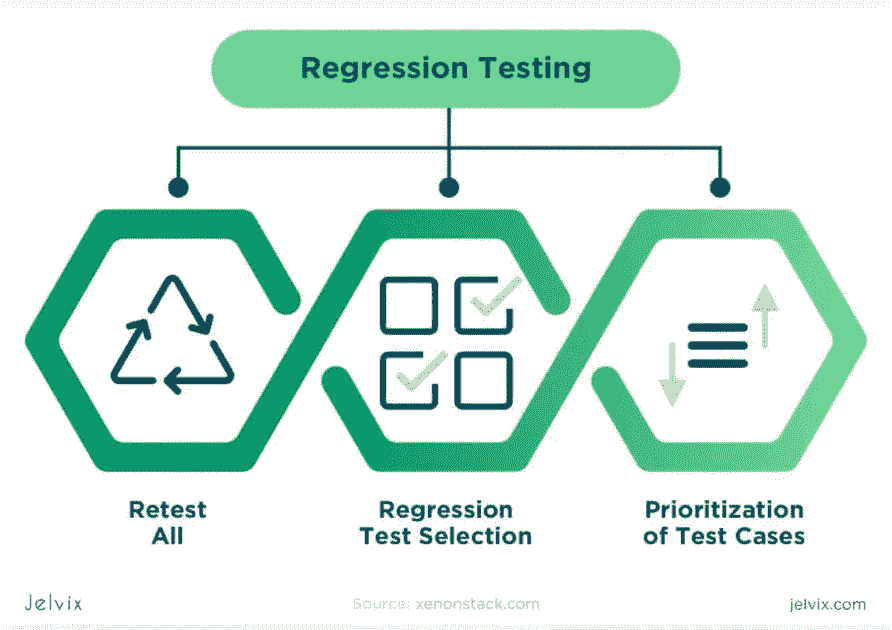 Regression Testing
Retest
All
Regression
Test Selection
Prioritization
of Test Cases
Jelvix
Source: xenonstack.com
jelvix.com